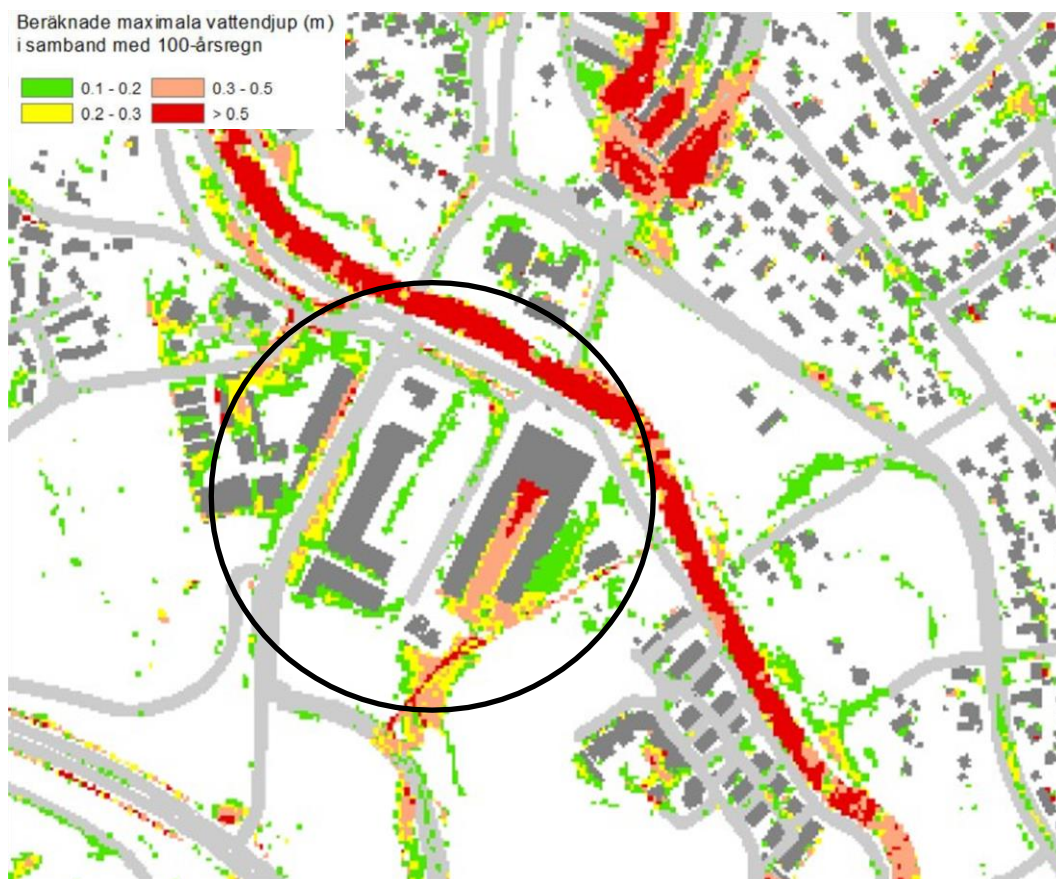 Beräknade maximala vattendjup (m)
i samband med 100-årsregn
0.1 - 0.2 0.3 - 0.5
0.2 - 0.3 > 0.5